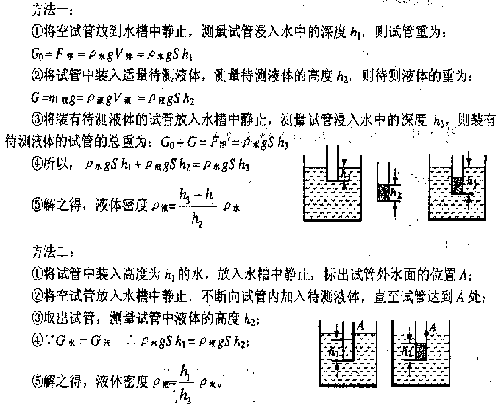 方法一:
①将空试管放到水槽中静止,测量试管浸入水中的深度h₁,则试管重为:
G₀=F浮=ρ水gV排=ρ水gSh₁
②将试管中装入适量待测液体,测量待测液体的高度h₂,则待测液体的重为:
G=m液g=ρ液gV液=ρ液gSh₂
③将装有待测液体的试管放入水槽中静止,测量试管浸入水中的深度h₃,则装有
待测液体的试管的总重为:G₀+G=F浮=ρ水gSh₃
④所以,ρ水gSh₁+ρ液gSh₂=ρ水gSh₃
⑤解之得,液体密度ρ液=(h₃-h)/h₂ ρ水
h₂
方法二:
①将试管中装入高度为h₁的水,放入水槽中静止,标出试管外水面的位置A;
②将空试管放入水槽中静止,不断向试管内加入待测液体,直至试管达到A处;
③取出试管,测量试管中液体的高度h₂;
④∵G水=G液 ∴ρ水gSh₁=ρ液gSh₂;
⑤解之得,液体密度ρ液=h₁/h₂ ρ水。
A
A